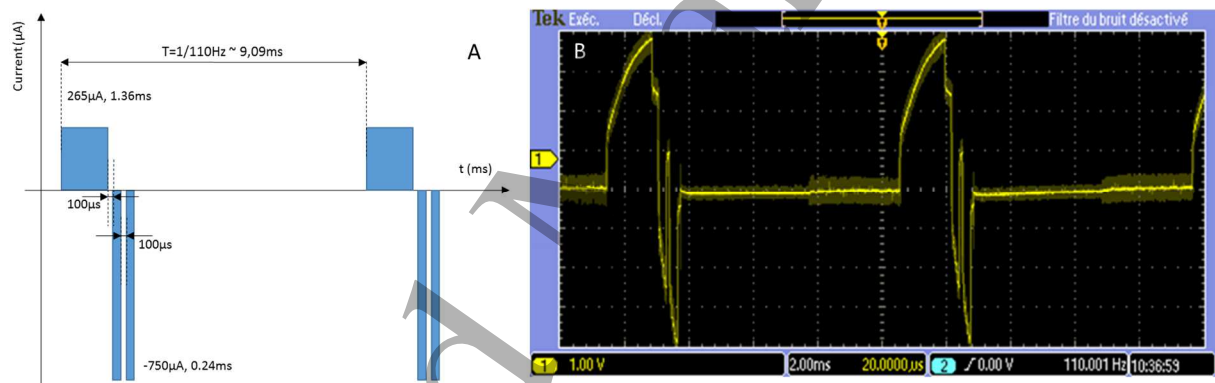 Current (µA)
T=1/110Hz ~ 9,09ms
A
265µA, 1.36ms
t (ms)
100µs
100µs
-750µA, 0.24ms
Tek Exéc. Décl. Filtre du bruit désactivé
T
T
B
1
1 1.00 V 2.00ms 20.0000µs 2 0.00 V 110.001 Hz 10:36:59